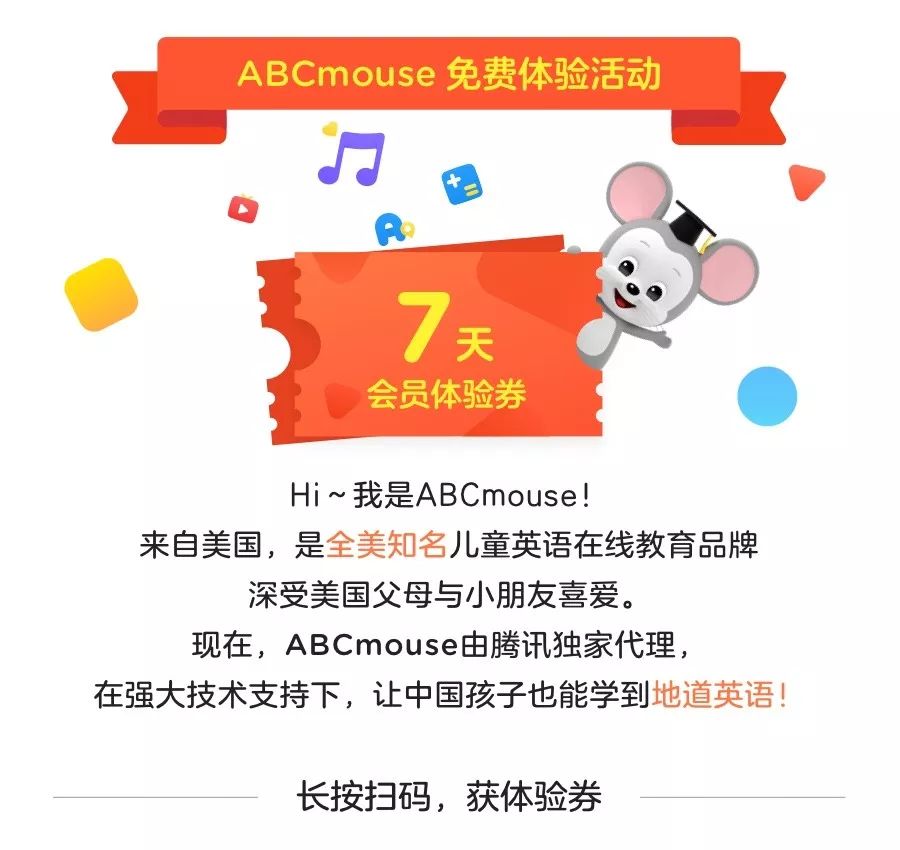 ABCmouse 免费体验活动
7天
会员体验券
Hi～我是ABCmouse！
来自美国，是全美知名儿童英语在线教育品牌
深受美国父母与小朋友喜爱。
现在，ABCmouse由腾讯独家代理，
在强大技术支持下，让中国孩子也能学到地道英语！
长按扫码，获体验券